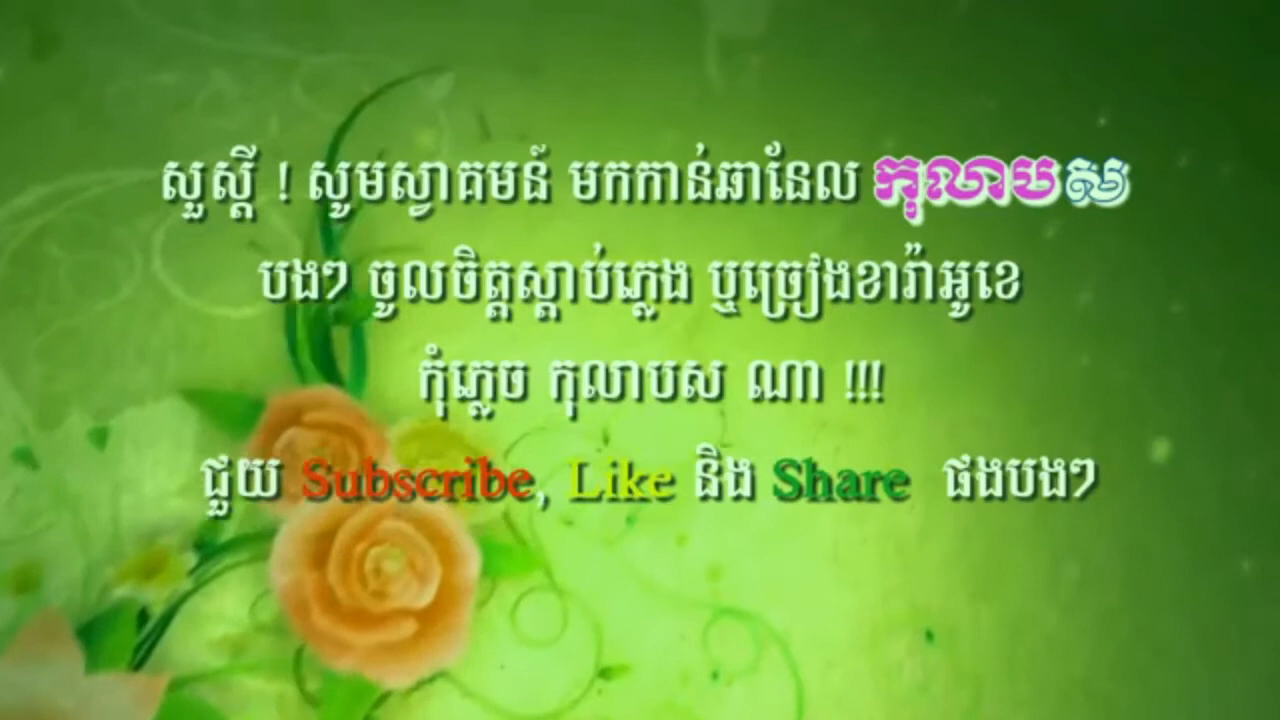 សួស្តី ! សូមស្វាគមន៍ មកកាន់ឆានែល កុលាបស
បងៗ ចូលចិត្តស្តាប់ភ្លេង ឬច្រៀងខារ៉ាអូខេ
កុំភ្លេច កុលាបស ណា !!!
ជួយ Subscribe, Like និង Share ផងបងៗ